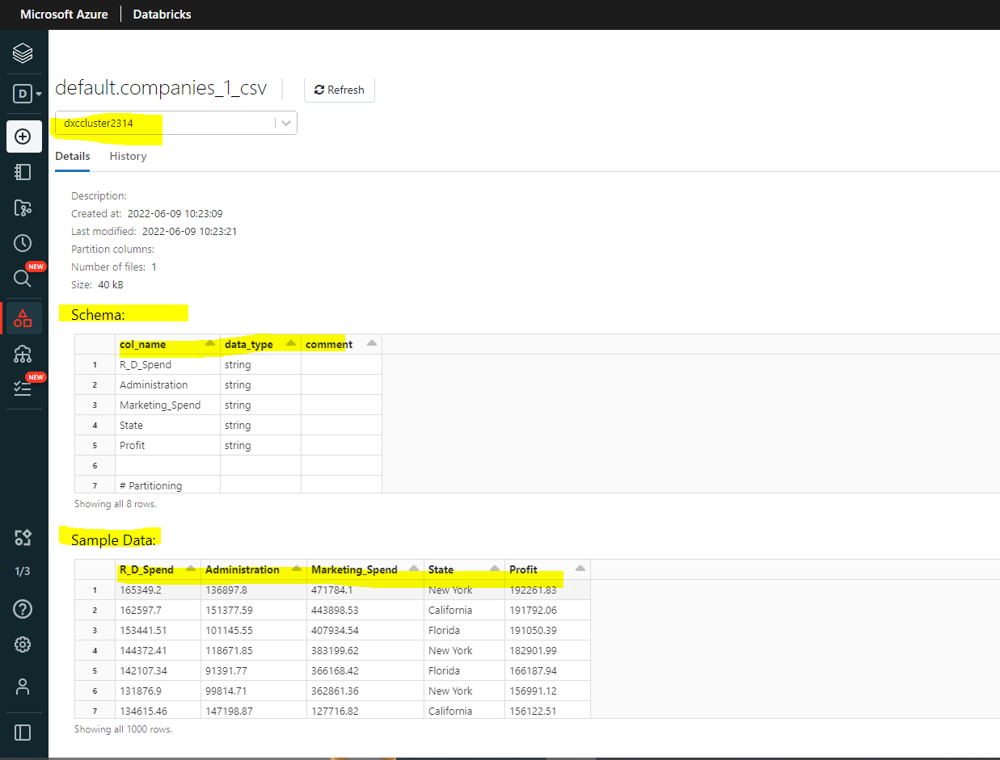 Microsoft Azure | Databricks
D
default.companies_1_csv
Refresh
dxccluster2314
Details History
Description:
Created at: 2022-06-09 10:23:09
Last modified: 2022-06-09 10:23:21
Partition columns:
Number of files: 1
NEW
Size: 40 kB
Schema:
col_name data_type comment
1 R_D_Spend string
2 Administration string
NEW
3 Marketing_Spend string
4 State string
5 Profit string
6
7 # Partitioning
Showing all 8 rows.
Sample Data:
1/3
R_D_Spend Administration Marketing_Spend State Profit
1 165349.2 136897.8 471784.1 New York 192261.83
2 162597.7 151377.59 443898.53 California 191792.06
3 153441.51 101145.55 407934.54 Florida 191050.39
4 144372.41 118671.85 383199.62 New York 182901.99
5 142107.34 91391.77 366168.42 Florida 166187.94
6 131876.9 99814.71 362861.36 New York 156991.12
7 134615.46 147198.87 127716.82 California 156122.51
Showing all 1000 rows.